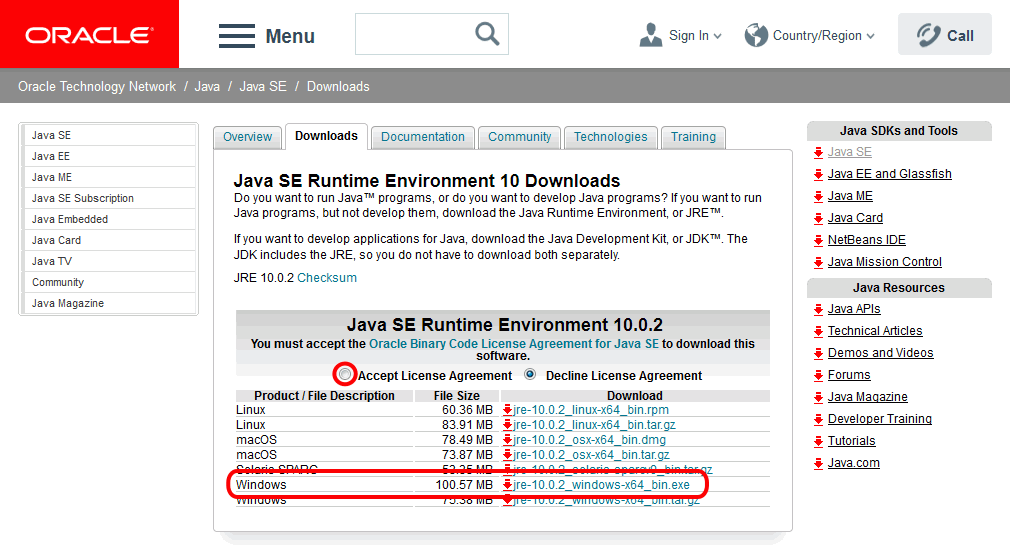 ORACLE
Menu
Sign In
Country/Region
Call
Oracle Technology Network / Java / Java SE / Downloads
Java SE
Java EE
Java ME
Java SE Subscription
Java Embedded
Java Card
Java TV
Community
Java Magazine
Overview
Downloads
Documentation
Community
Technologies
Training
Java SE Runtime Environment 10 Downloads
Do you want to run Java™ programs, or do you want to develop Java programs? If you want to run
Java programs, but not develop them, download the Java Runtime Environment, or JRE™.
If you want to develop applications for Java, download the Java Development Kit, or JDK™. The
JDK includes the JRE, so you do not have to download both separately.
JRE 10.0.2 Checksum
Java SE Runtime Environment 10.0.2
You must accept the Oracle Binary Code License Agreement for Java SE to download this
software.
Accept License Agreement Decline License Agreement
Product / File Description File Size Download
Linux 60.36 MB jre-10.0.2_linux-x64_bin.rpm
Linux 83.91 MB jre-10.0.2_linux-x64_bin.tar.gz
macOS 78.49 MB jre-10.0.2_osx-x64_bin.dmg
macOS 73.87 MB jre-10.0.2_osx-x64_bin.tar.gz
Solaris SPARC 52.35 MB jre-10.0.2_solaris-sparcv9_bin.tar.gz
Windows 100.57 MB jre-10.0.2_windows-x64_bin.exe
Windows 75.38 MB jre-10.0.2_windows-x64_bin.tar.gz
Java SDKs and Tools
Java SE
Java EE and Glassfish
Java ME
Java Card
NetBeans IDE
Java Mission Control
Java Resources
Java APIs
Technical Articles
Demos and Videos
Forums
Java Magazine
Developer Training
Tutorials
Java.com